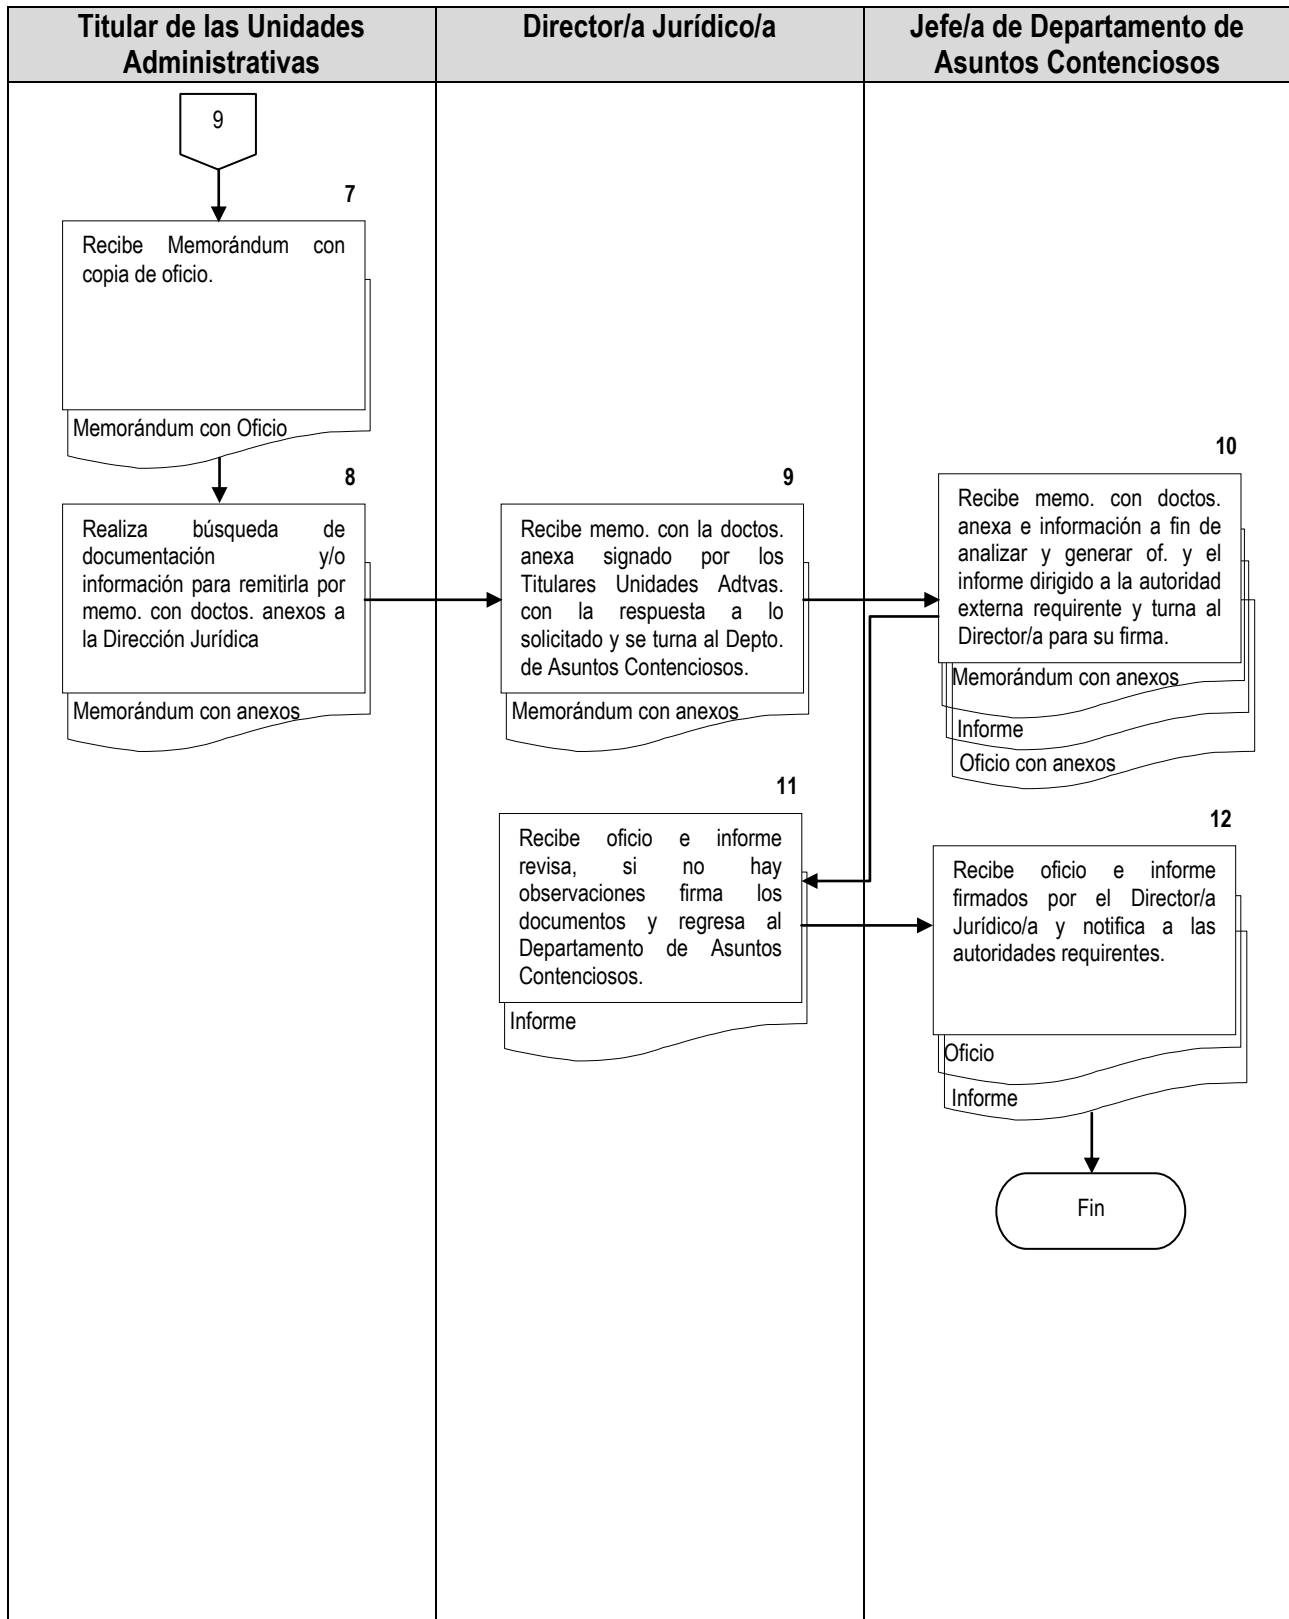 Titular de las Unidades
Administrativas
Director/a Jurídico/a
Jefe/a de Departamento de
Asuntos Contenciosos
9
7
Recibe Memorándum con
copia de oficio.
Memorándum con Oficio
8
Realiza búsqueda de
documentación y/o
información para remitirla por
memo. con doctos. anexos a
la Dirección Jurídica
Memorándum con anexos
9
Recibe memo. con la doctos.
anexa signado por los
Titulares Unidades Adtvas.
con la respuesta a lo
solicitado y se turna al Depto.
de Asuntos Contenciosos.
Memorándum con anexos
10
Recibe memo. con doctos.
anexa e información a fin de
analizar y generar of. y el
informe dirigido a la autoridad
externa requirente y turna al
Director/a para su firma.
Memorándum con anexos
Informe
Oficio con anexos
11
Recibe oficio e informe
revisa, si no hay
observaciones firma los
documentos y regresa al
Departamento de Asuntos
Contenciosos.
Informe
12
Recibe oficio e informe
firmados por el Director/a
Jurídico/a y notifica a las
autoridades requirentes.
Oficio
Informe
Fin